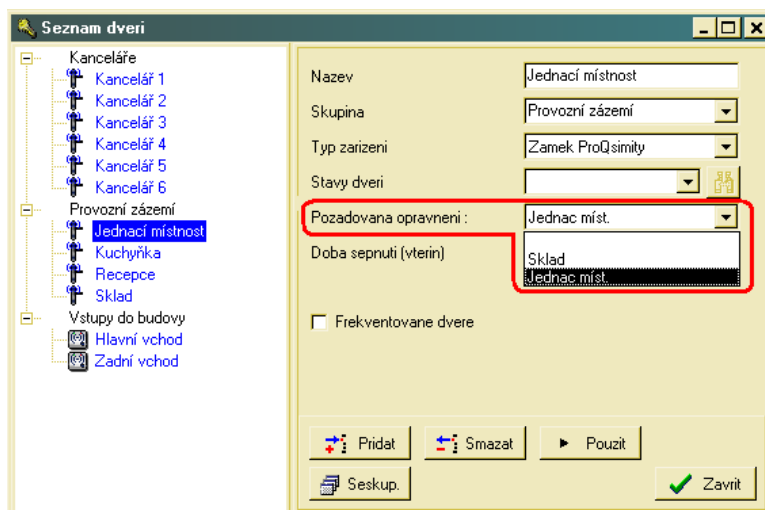 Seznam dveri
Kanceláře
Kancelář 1
Kancelář 2
Kancelář 3
Kancelář 4
Kancelář 5
Kancelář 6
Provozní zázemí
Jednací místnost
Kuchyňka
Recepce
Sklad
Vstupy do budovy
Hlavní vchod
Zadní vchod
Nazev Jednací místnost
Skupina Provozní zázemí
Typ zarizeni Zamek ProQsimity
Stavy dveri
Pozadovana opravneni : Jednac míst.
Sklad
Jednac míst.
Doba sepnuti (vterin)
Frekventovane dvere
Pridat Smazat Pouzit
Seskup. Zavrit